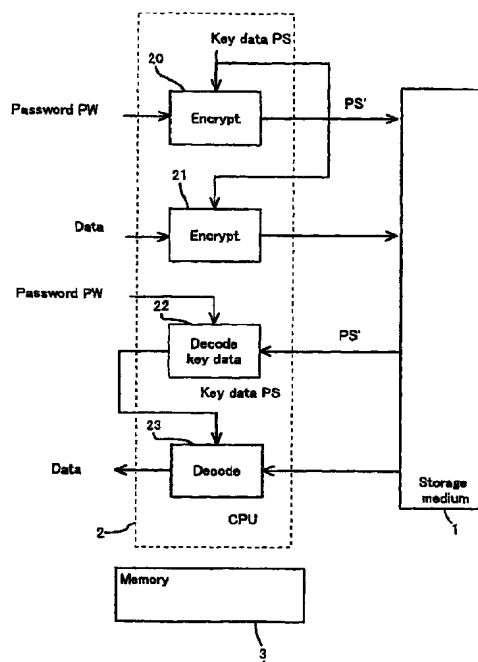 Key data PS
20
Password PW
Encrypt
PS'
21
Data
Encrypt
Password PW
22
Decode
key data
PS'
Key data PS
23
Data
Decode
Storage
medium
2
CPU
1
Memory
3